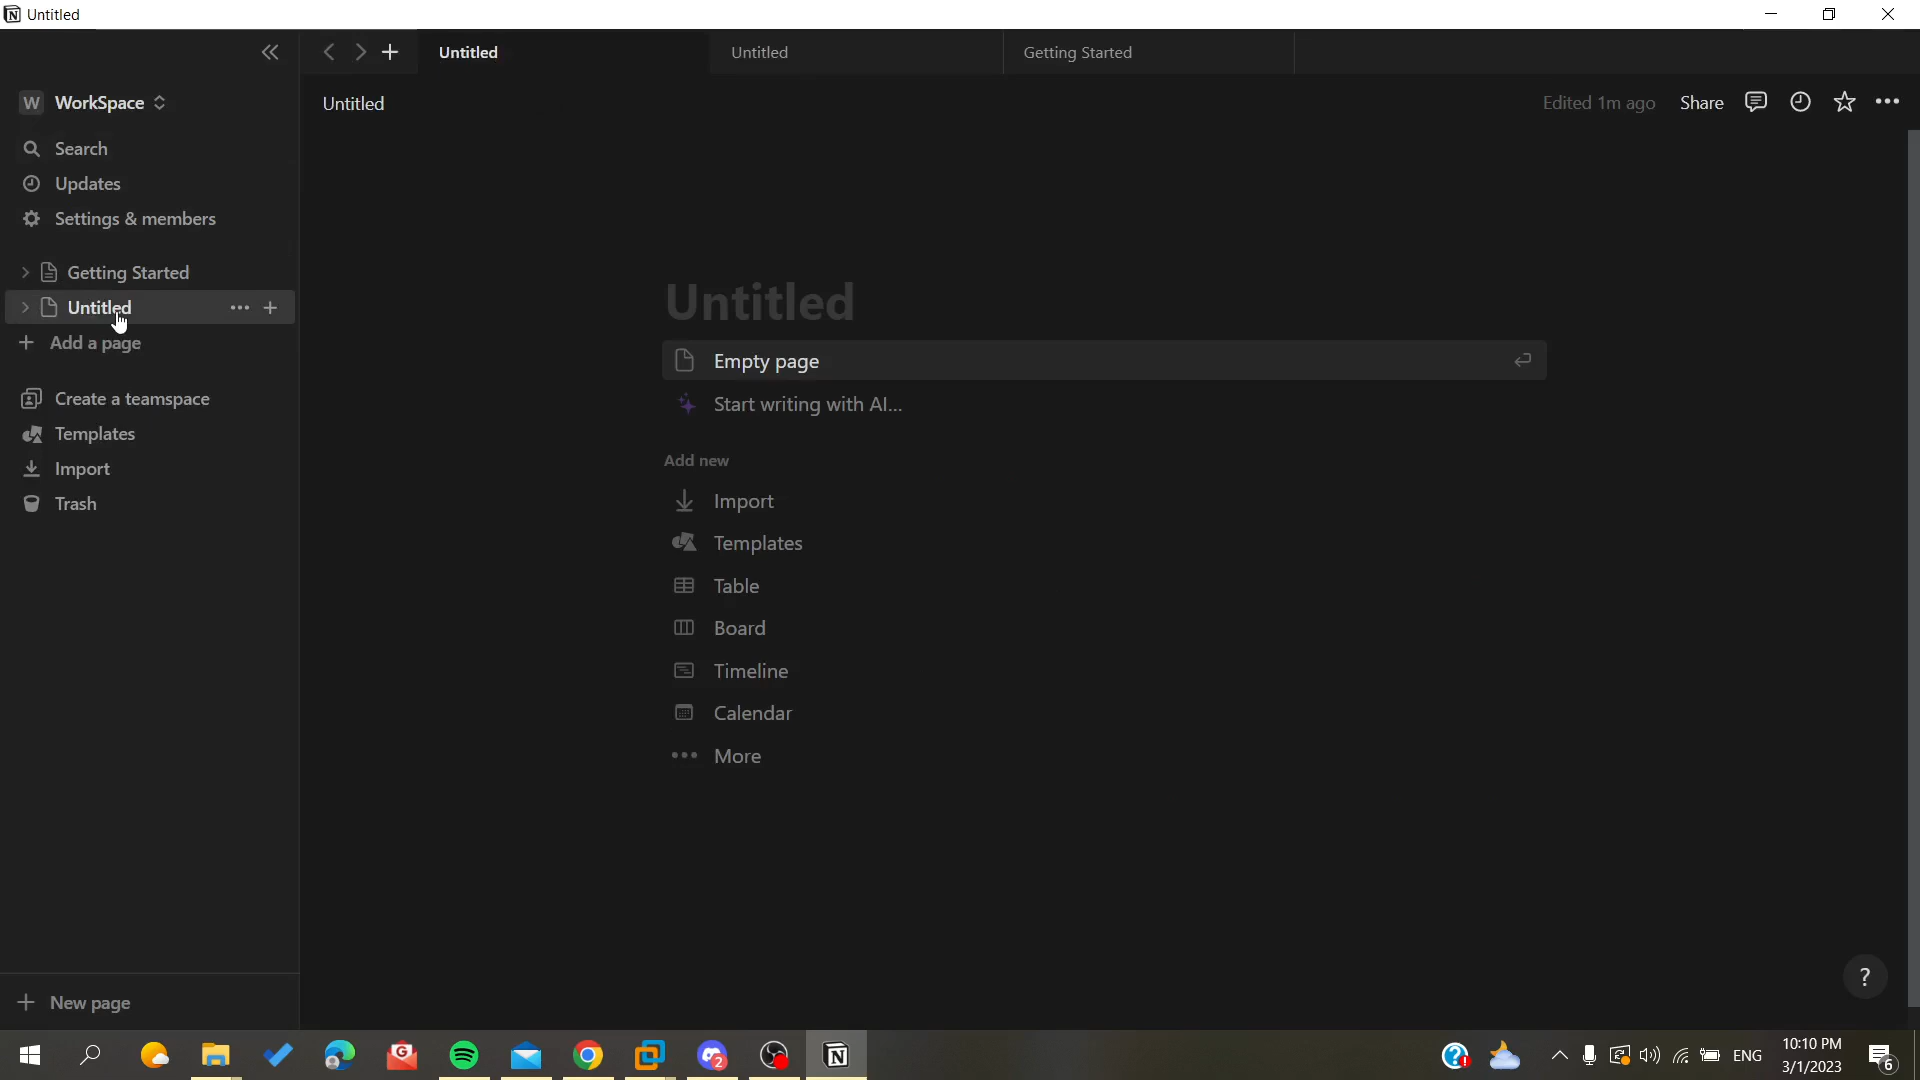 Untitled
Untitled
Untitled
Getting Started
W WorkSpace
Untitled
Edited 1m ago
Share
Search
Updates
Settings & members
Getting Started
Untitled
Add a page
Create a teamspace
Templates
Import
Trash
New page
Untitled
Empty page
Start writing with AI...
Add new
Import
Templates
Table
Board
Timeline
Calendar
More
?
2
ENG
10:10 PM
3/1/2023
6